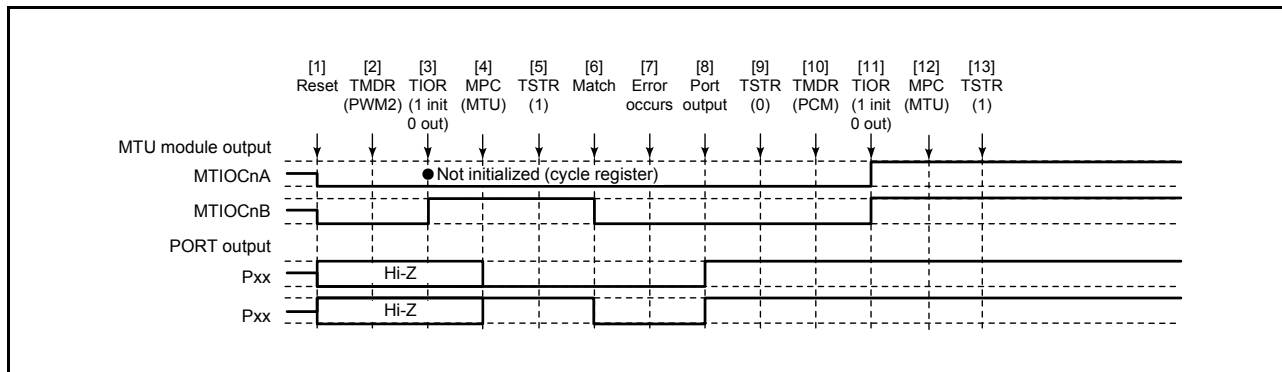 [1] [2] [3] [4] [5] [6] [7] [8] [9] [10] [11] [12] [13]
Reset TMDR TIOR MPC TSTR Match Error Port TSTR TMDR TIOR MPC TSTR
(PWM2) (1 init (MTU) (1) occurs output (0) (PCM) (1 init (MTU) (1)
0 out) 0 out)
MTU module output
MTIOCnA
Not initialized (cycle register)
MTIOCnB
PORT output
Pxx
Hi-Z
Pxx
Hi-Z